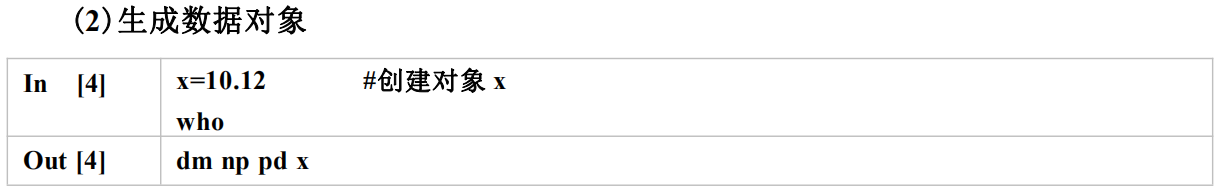 (2)生成数据对象
In [4] x=10.12 #创建对象 x
who
Out [4] dm np pd x